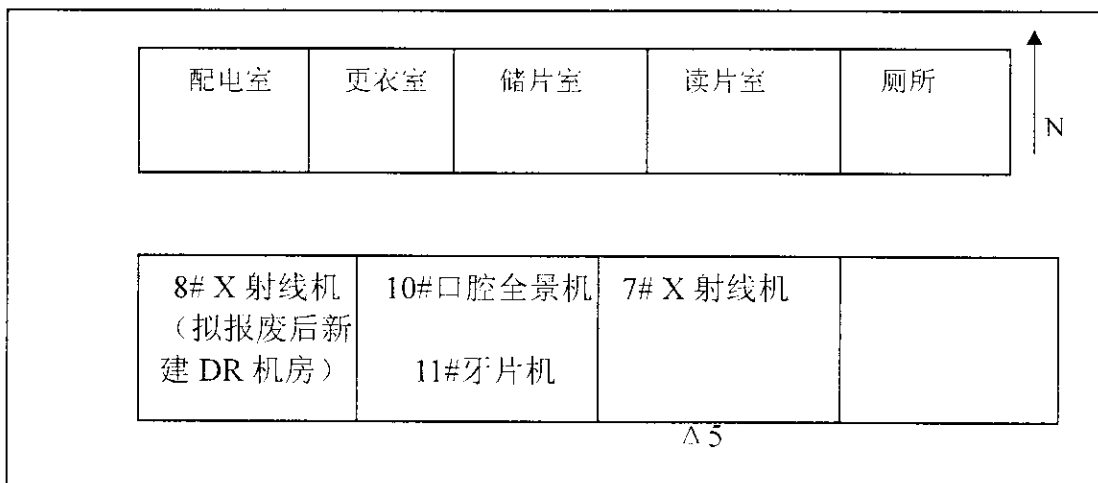 配电室
更衣室
储片室
读片室
厕所
N
8# X 射线机
（拟报废后新
建 DR 机房）
10#口腔全景机
11#牙片机
7# X 射线机
Δ 5